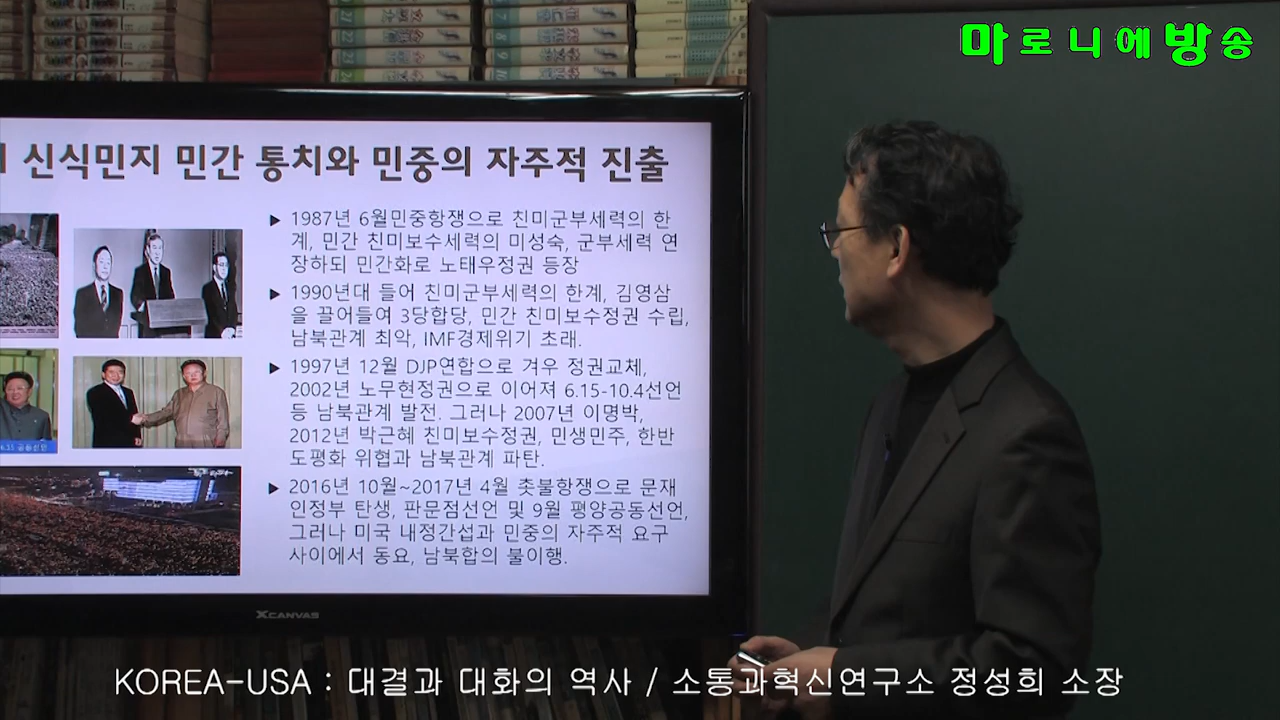 마로니에방송
신식민지 민간 통치와 민중의 자주적 진출
▶ 1987년 6월민중항쟁으로 친미군부세력의 한
계, 민간 친미보수세력의 미성숙, 군부세력 연
장하되 민간화로 노태우정권 등장
▶ 1990년대 들어 친미군부세력의 한계, 김영삼
을 끌어들여 3당합당, 민간 친미보수정권 수립,
남북관계 최악, IMF경제위기 초래.
▶ 1997년 12월 DJP연합으로 겨우 정권교체,
2002년 노무현정권으로 이어져 6.15-10.4선언
등 남북관계 발전. 그러나 2007년 이명박,
2012년 박근혜 친미보수정권, 민생민주, 한반
도평화 위협과 남북관계 파탄.
▶ 2016년 10월~2017년 4월 촛불항쟁으로 문재
인정부 탄생, 판문점선언 및 9월 평양공동선언,
그러나 미국 내정간섭과 민중의 자주적 요구
사이에서 동요, 남북합의 불이행.
XCANVAS
KOREA-USA : 대결과 대화의 역사 / 소통과혁신연구소 정성희 소장